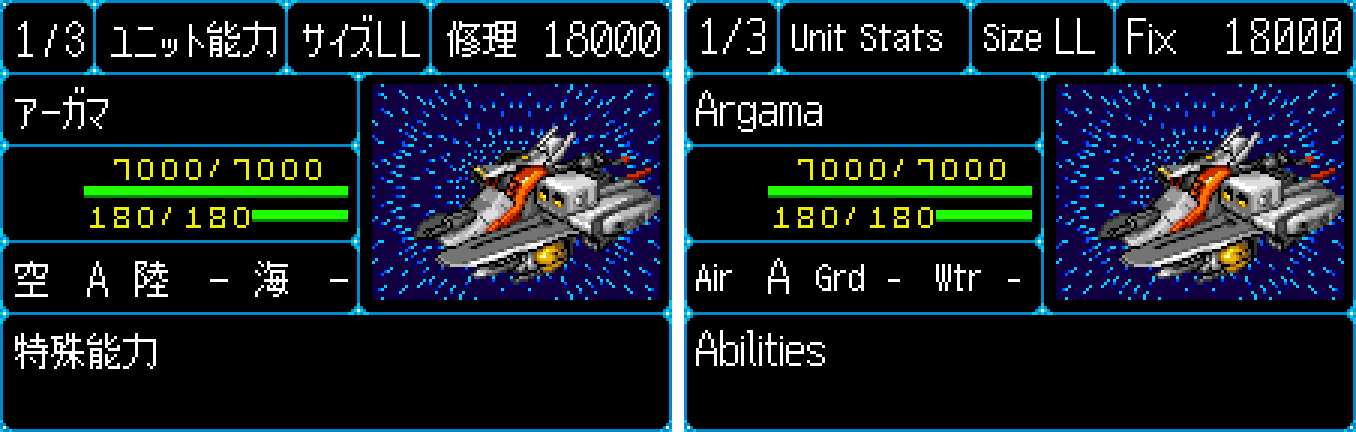 1/3 ユニット能力 サイズLL 修理 18000
アーガマ
7000/7000
180/180
空 A 陸 - 海 -
特殊能力
1/3 Unit Stats Size LL Fix 18000
Argama
7000/7000
180/180
Air A Grd - Wtr -
Abilities